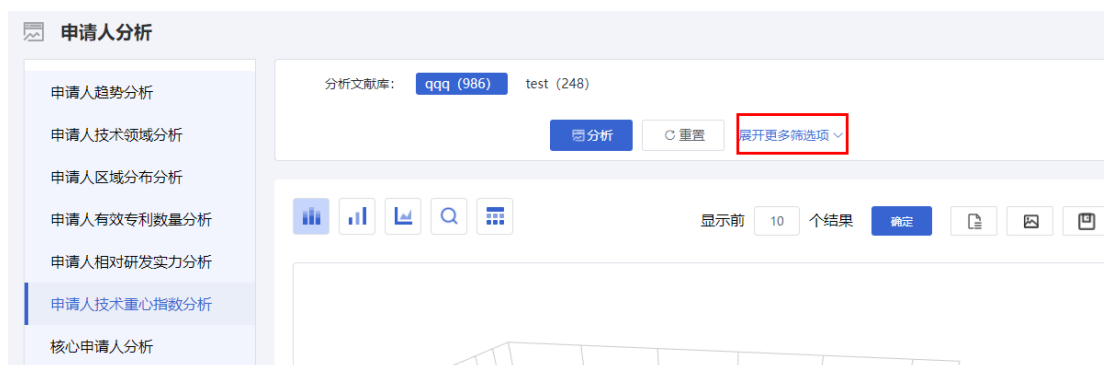 申请人分析
申请人趋势分析
申请人技术领域分析
申请人区域分布分析
申请人有效专利数量分析
申请人相对研发实力分析
申请人技术重心指数分析
核心申请人分析
分析文献库： qqq (986) test (248)
分析 重置 展开更多筛选项
显示前 10 个结果 确定